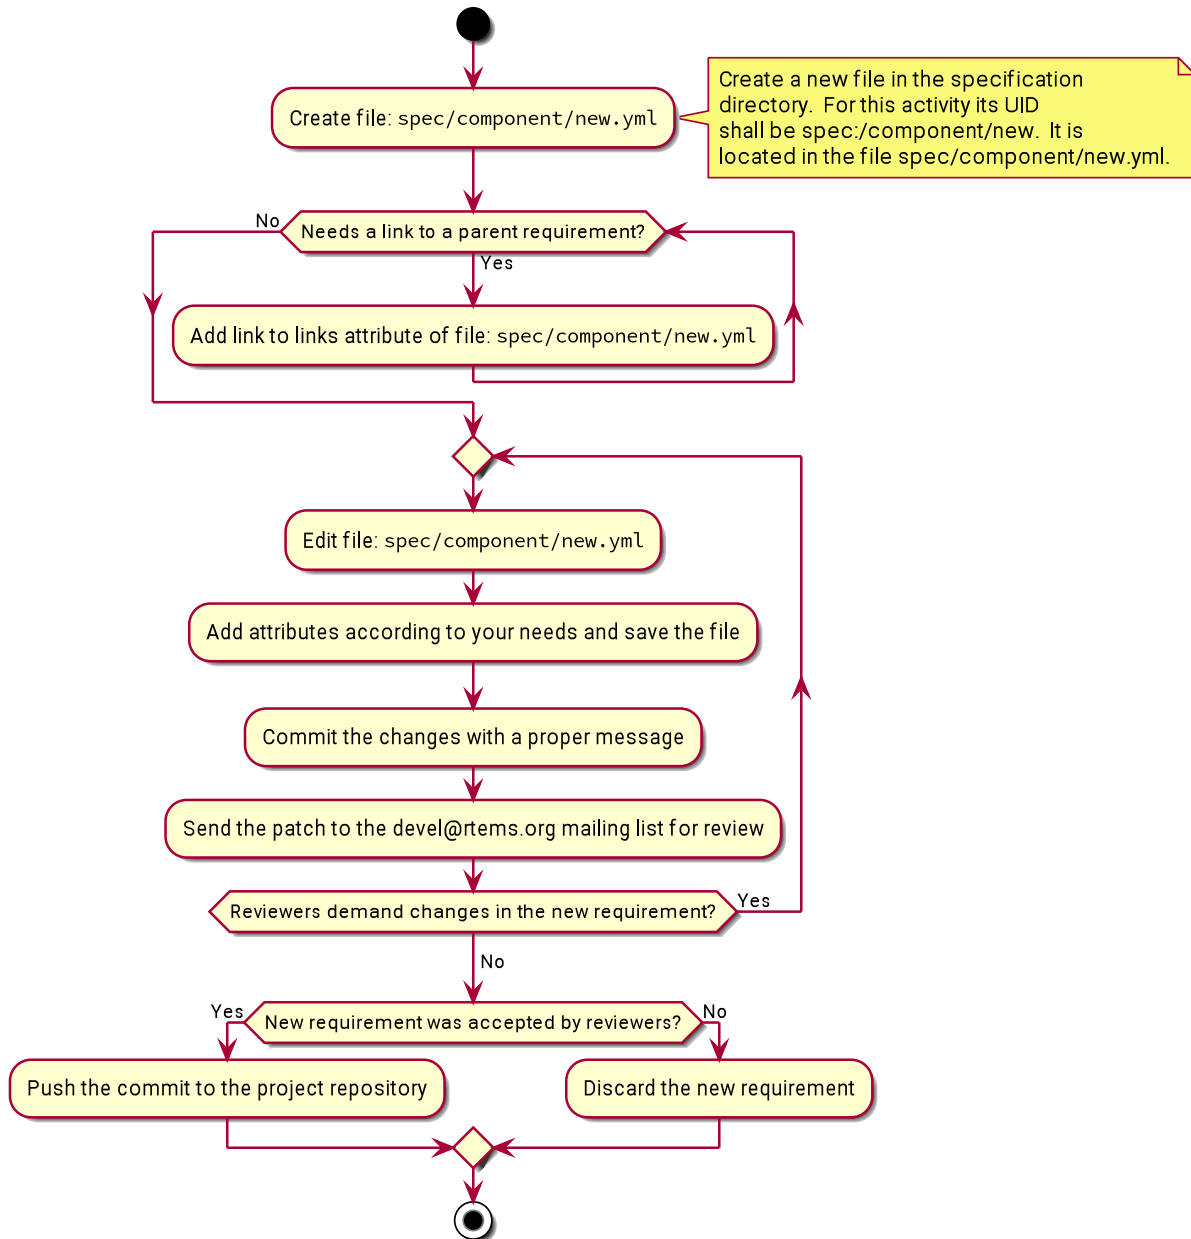 Create file: spec/component/new.yml
Create a new file in the specification
directory.  For this activity its UID
shall be spec:/component/new.  It is
located in the file spec/component/new.yml.
No
Needs a link to a parent requirement?
Yes
Add link to links attribute of file: spec/component/new.yml
Edit file: spec/component/new.yml
Add attributes according to your needs and save the file
Commit the changes with a proper message
Send the patch to the devel@rtems.org mailing list for review
Reviewers demand changes in the new requirement?
Yes
No
Yes
New requirement was accepted by reviewers?
No
Push the commit to the project repository
Discard the new requirement